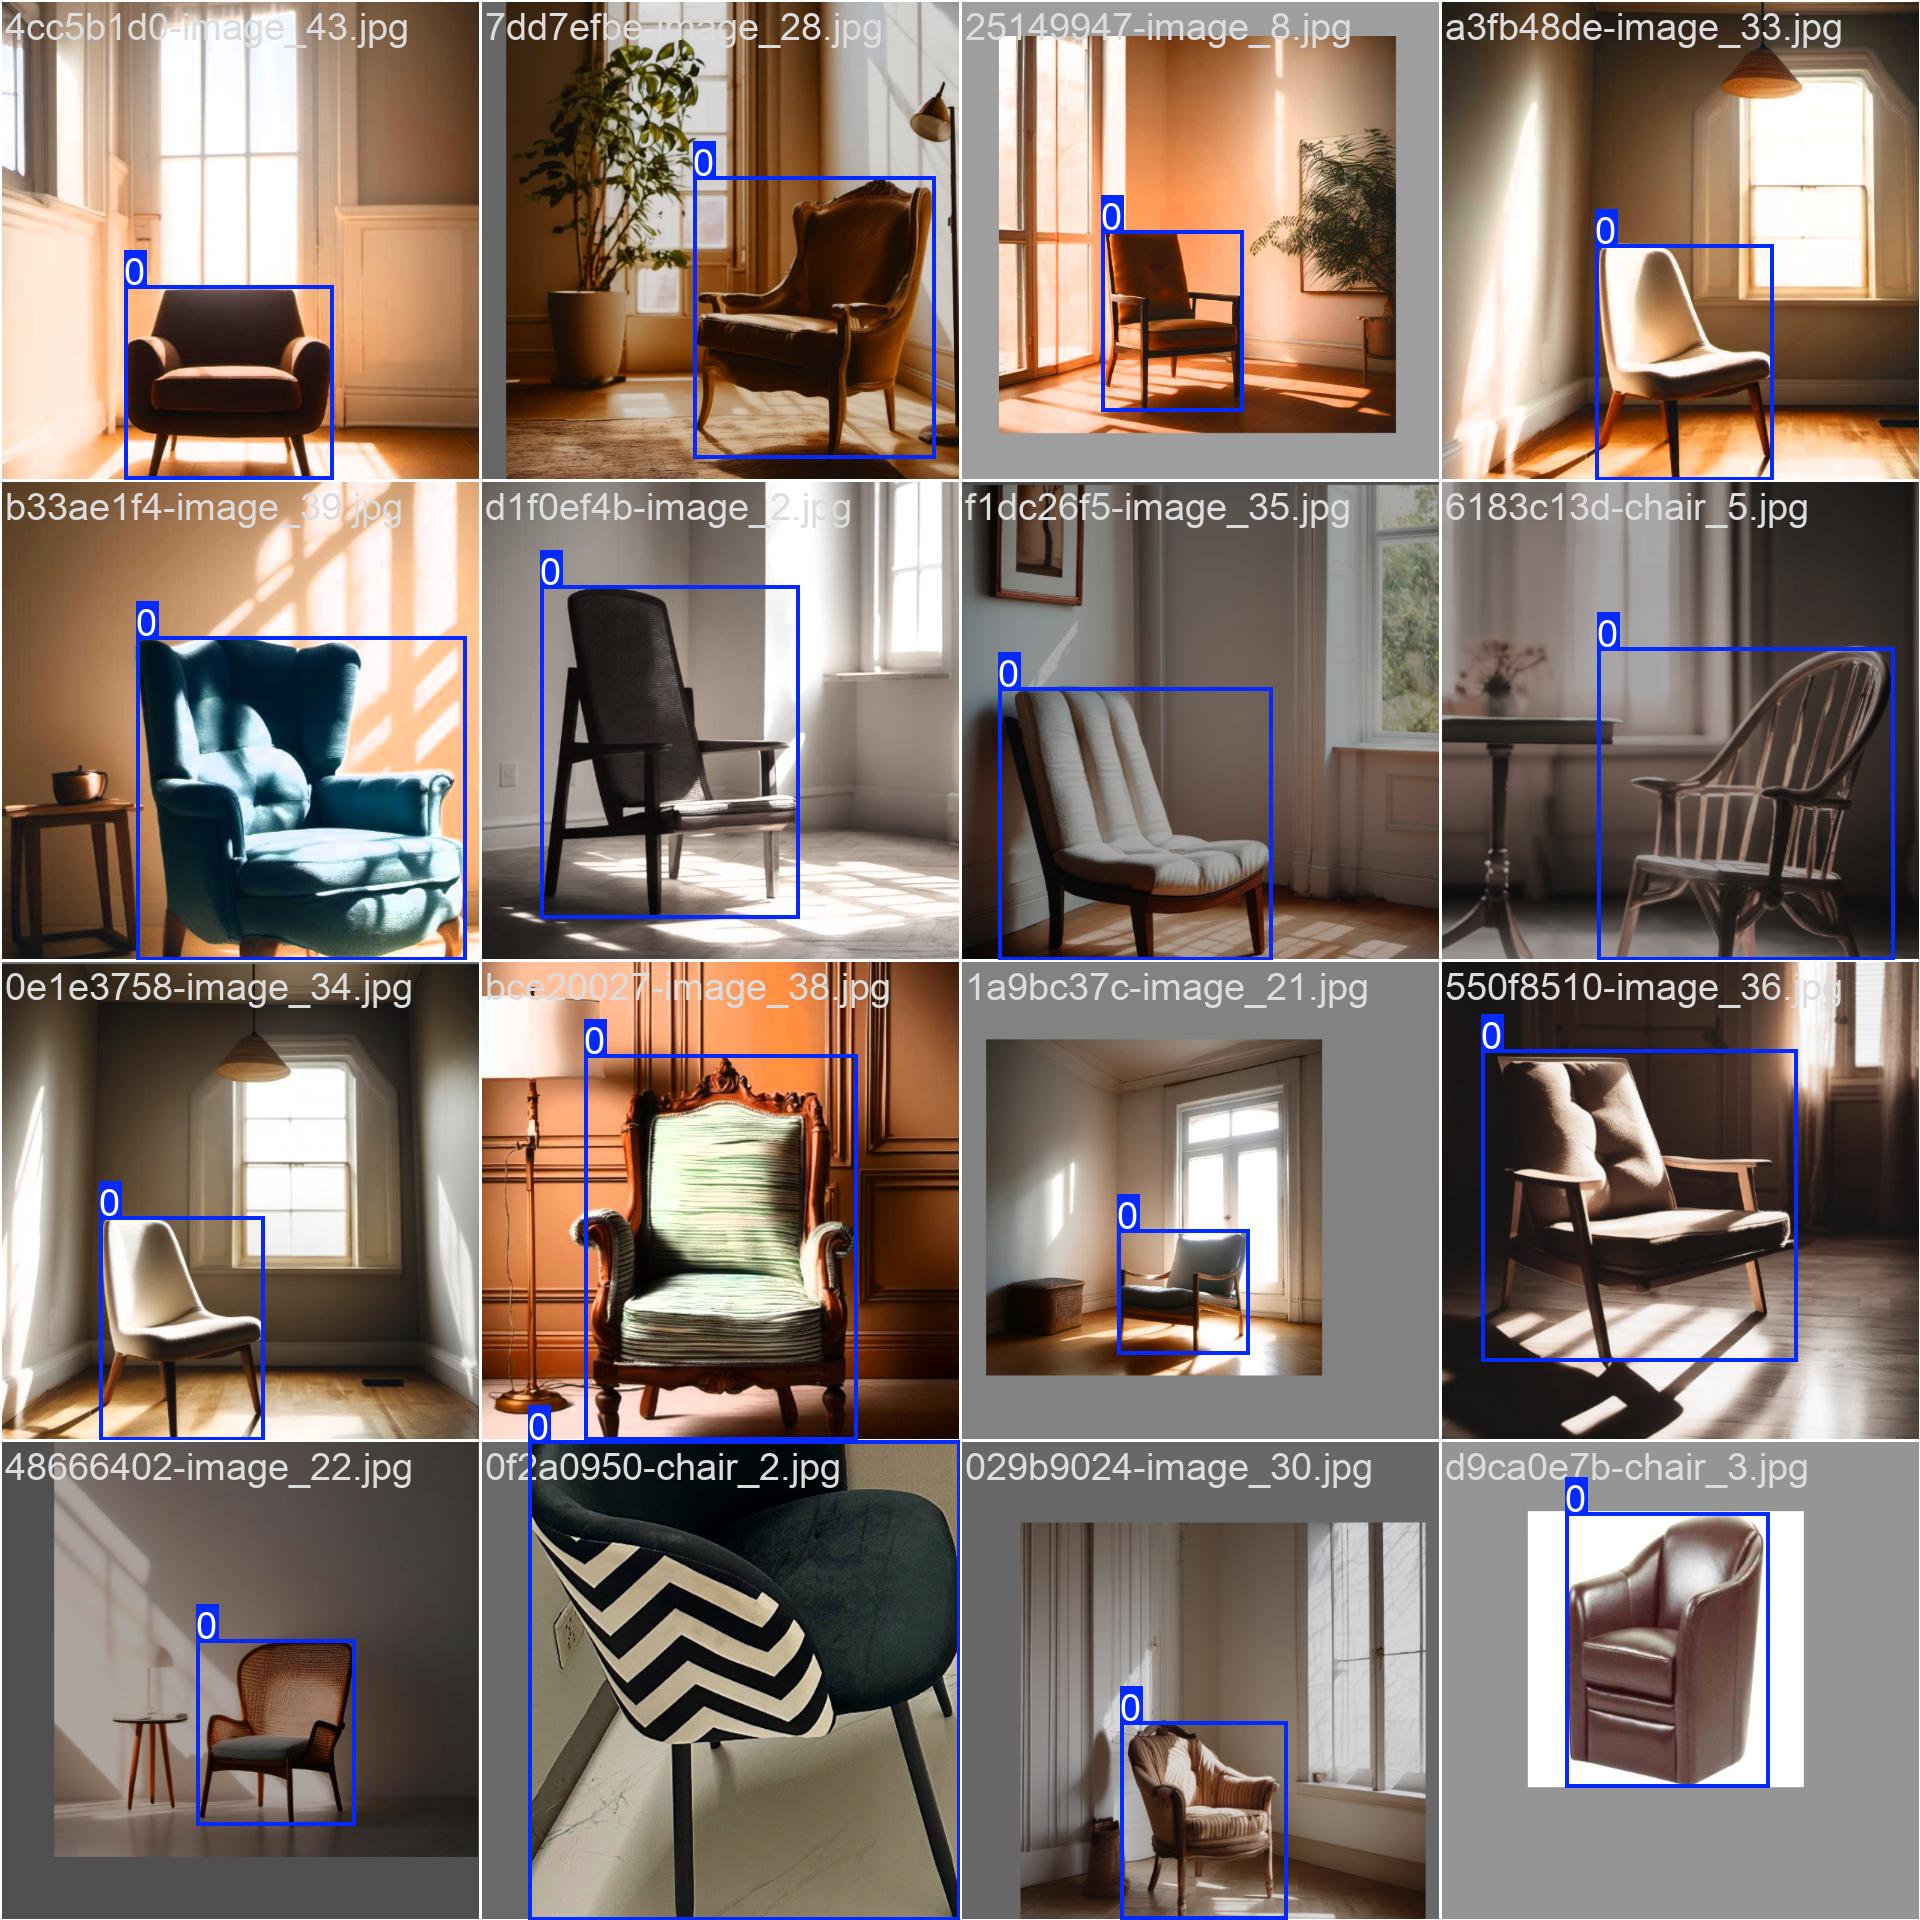 4cc5b1d0-image_43.jpg
7dd7efbe-image_28.jpg
25149947-image_8.jpg
a3fb48de-image_33.jpg
0
0
0
0
b33ae1f4-image_39.jpg
d1f0ef4b-image_2.jpg
f1dc26f5-image_35.jpg
6183c13d-chair_5.jpg
0
0
0
0
0e1e3758-image_34.jpg
bce20027-image_38.jpg
1a9bc37c-image_21.jpg
550f8510-image_36.jpg
0
0
0
0
48666402-image_22.jpg
0f2a0950-chair_2.jpg
029b9024-image_30.jpg
d9ca0e7b-chair_3.jpg
0
0
0
0